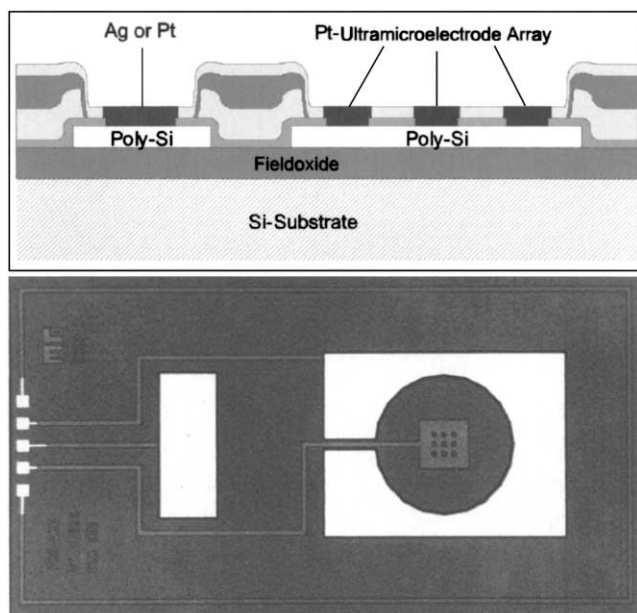 Ag or Pt
Pt-Ultramicroelectrode Array
Poly-Si
Poly-Si
Fieldoxide
Si-Substrate